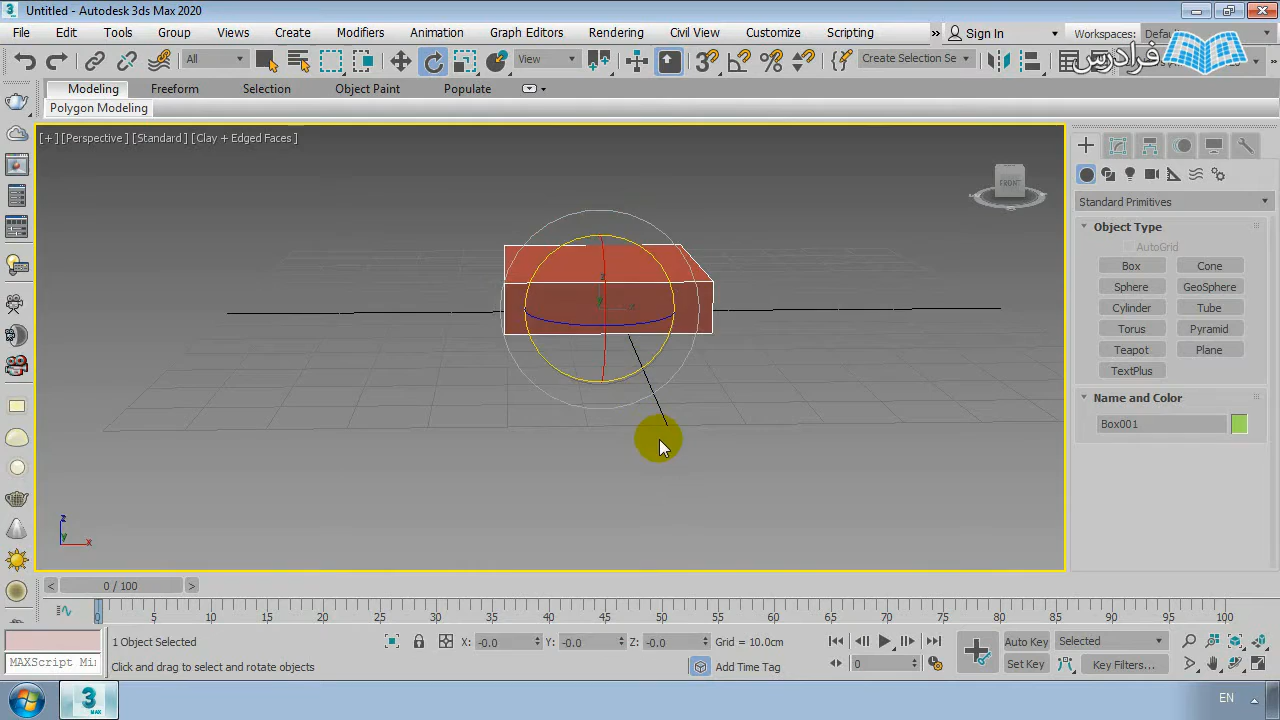 Untitled - Autodesk 3ds Max 2020
File Edit Tools Group Views Create Modifiers Animation Graph Editors Rendering Civil View Customize Scripting » Sign In Workspaces:
All View Create Selection Se فرادرس
Modeling Freeform Selection Object Paint Populate
Polygon Modeling
[+] [Perspective] [Standard] [Clay + Edged Faces]
FRONT
Standard Primitives
Object Type
AutoGrid
Box Cone
Sphere GeoSphere
Cylinder Tube
Torus Pyramid
Teapot Plane
TextPlus
Name and Color
Box001
z
x
z
y
x
< 0 / 100 >
0 5 10 15 20 25 30 35 40 45 50 55 60 65 70 75 80 85 90 95 100
1 Object Selected X: -0.0 Y: -0.0 Z: -0.0 Grid = 10.0cm Auto Key Selected
MAXScript Mi Click and drag to select and rotate objects Add Time Tag 0 Set Key Key Filters...
3 MAX EN